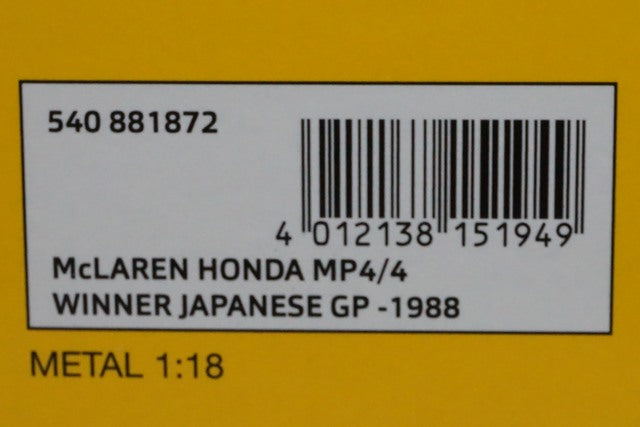 540 881872
4 012138 151949
McLAREN HONDA MP4/4
WINNER JAPANESE GP -1988
METAL 1:18